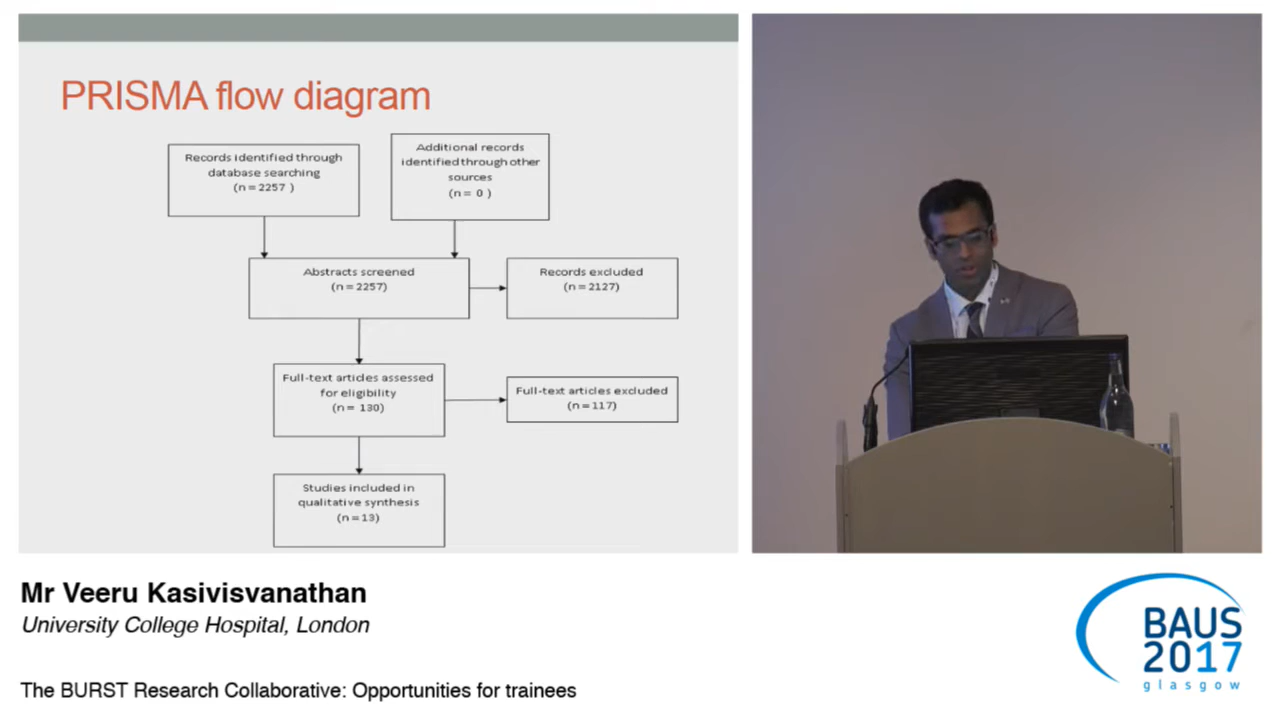 PRISMA flow diagram
Records identified through
database searching
(n = 2257 )
Additional records
identified through other
sources
(n = 0 )
Abstracts screened
(n = 2257)
Records excluded
(n = 2127)
Full-text articles assessed
for eligibility
(n = 130)
Full-text articles excluded
(n = 117)
Studies included in
qualitative synthesis
(n = 13)
Mr Veeru Kasivisvanathan
University College Hospital, London
The BURST Research Collaborative: Opportunities for trainees
BAUS
2017
glasgow